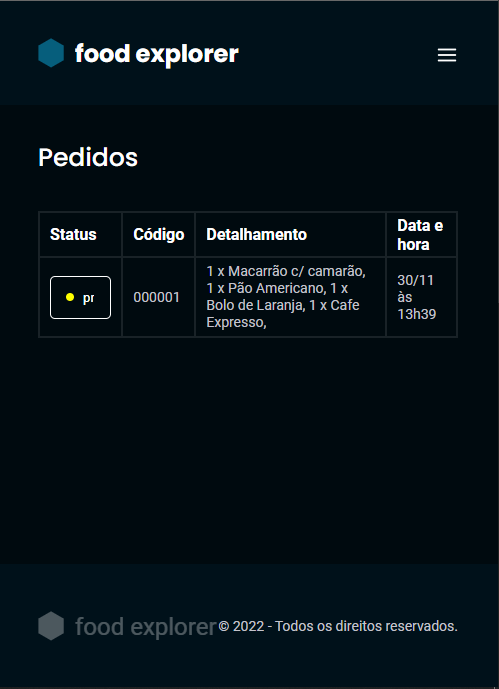 food explorer
Pedidos
Status Código Detalhamento Data e
hora
pr 000001 1 x Macarrão c/ camarão,
1 x Pão Americano, 1 x
Bolo de Laranja, 1 x Cafe
Expresso,
30/11
às
13h39
food explorer © 2022 - Todos os direitos reservados.